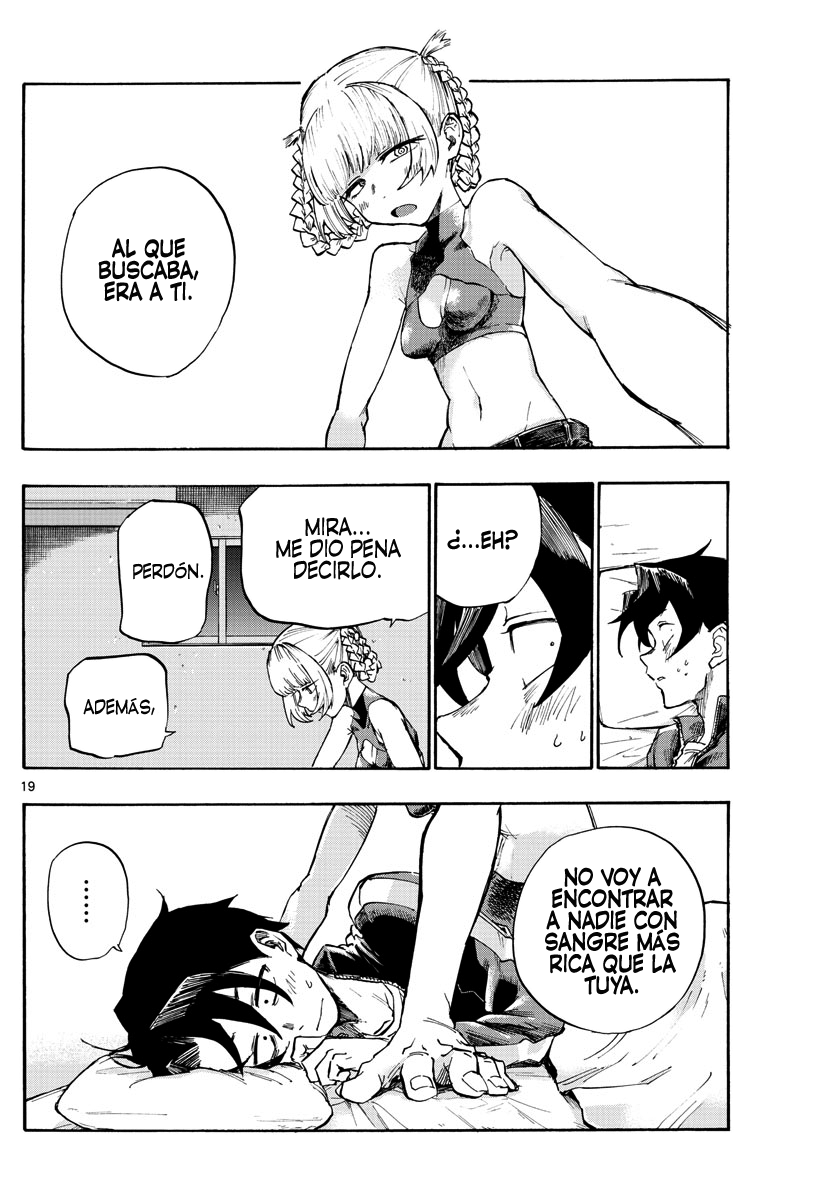 AL QUE
BUSCABA,
ERA A TI.
¿...EH?
MIRA...
ME DIO PENA
DECIRLO.
PERDÓN.
ADEMÁS,
19
NO VOY A
ENCONTRAR
A NADIE CON
SANGRE MÁS
RICA QUE LA
TUYA.
......